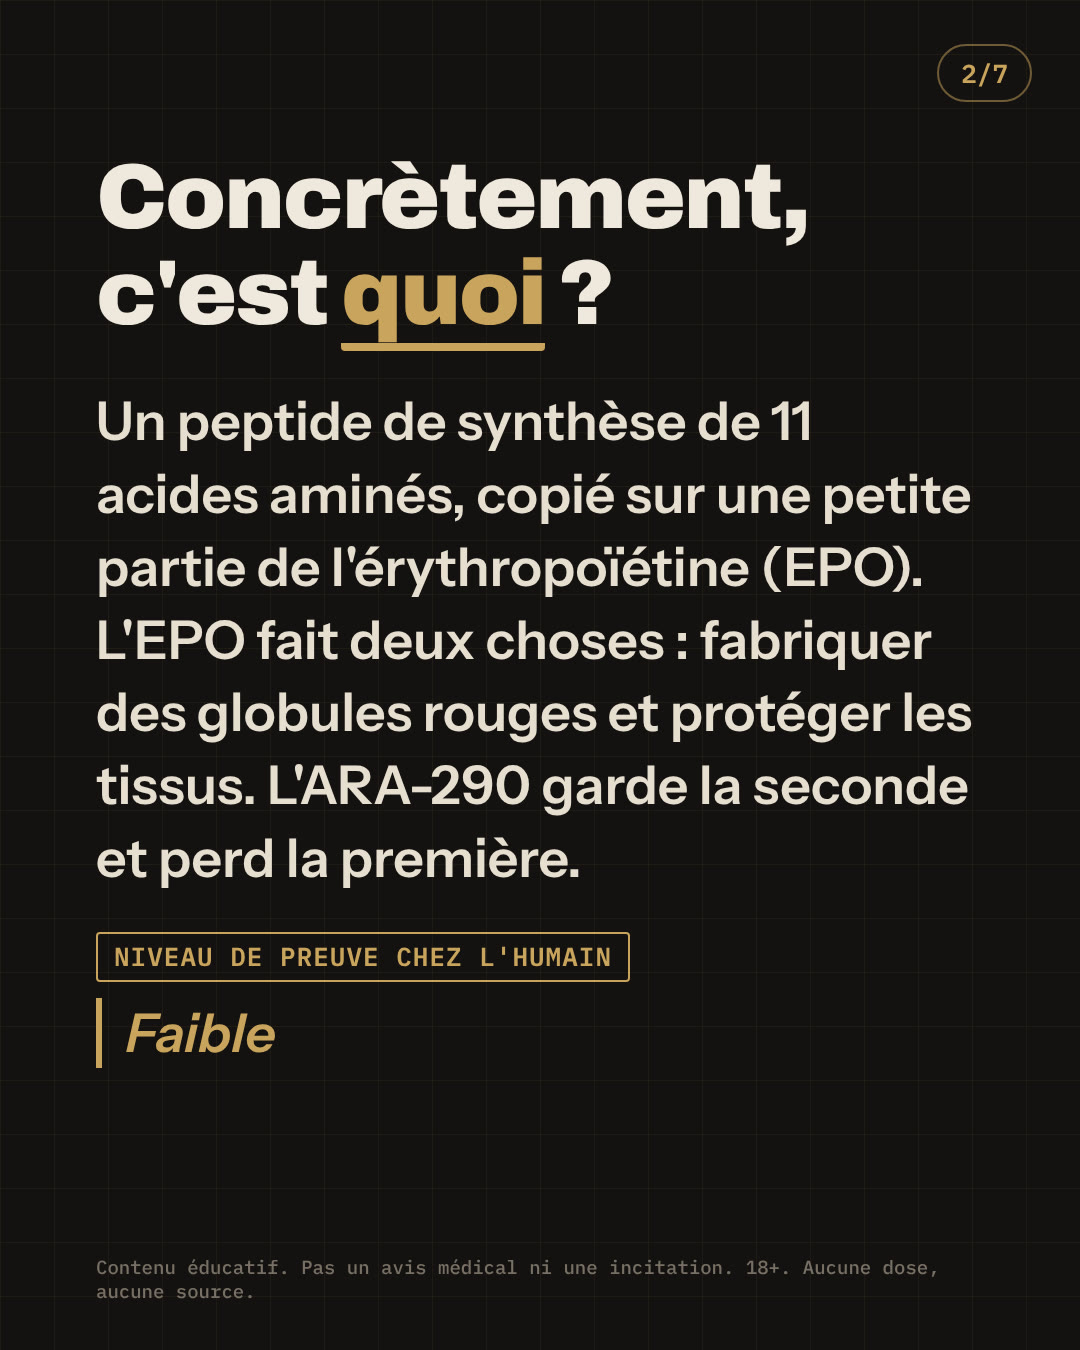 2/7
Concrètement,
c'est quoi ?
Un peptide de synthèse de 11
acides aminés, copié sur une petite
partie de l'érythropoïétine (EPO).
L'EPO fait deux choses : fabriquer
des globules rouges et protéger les
tissus. L'ARA-290 garde la seconde
et perd la première.
NIVEAU DE PREUVE CHEZ L'HUMAIN
Faible
Contenu éducatif. Pas un avis médical ni une incitation. 18+. Aucune dose,
aucune source.